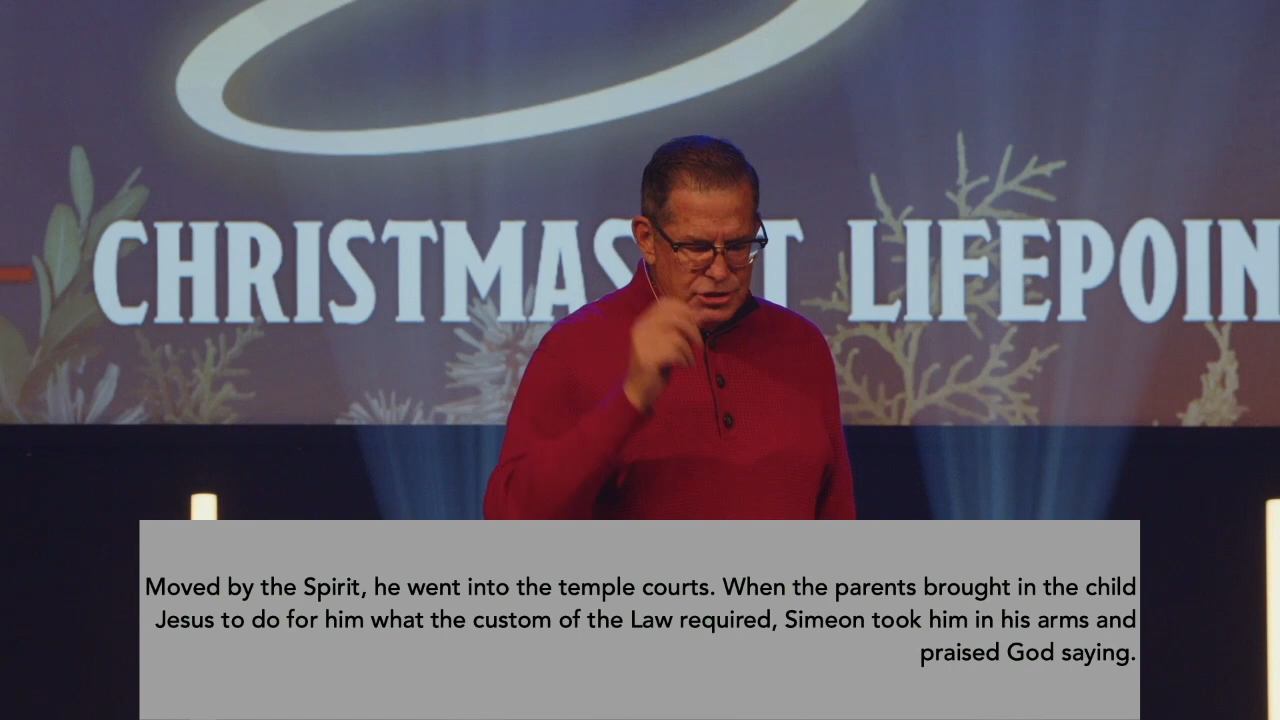 CHRISTMAS T LIFEPOIN
Moved by the Spirit, he went into the temple courts. When the parents brought in the child
Jesus to do for him what the custom of the Law required, Simeon took him in his arms and
praised God saying.